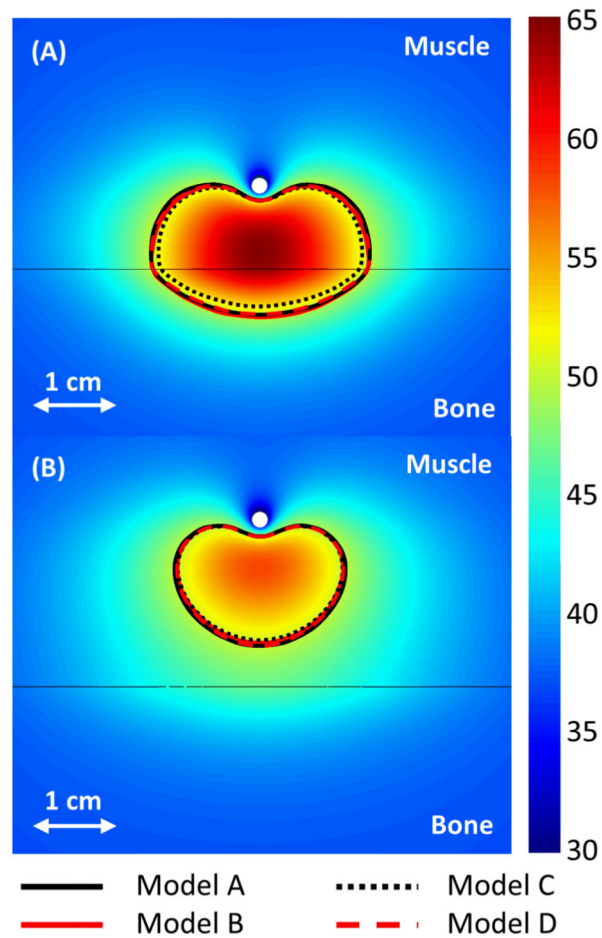 (A)
Muscle
1 cm
Bone
(B)
Muscle
1 cm
Bone
65
60
55
50
45
40
35
30
Model A
Model C
Model B
Model D